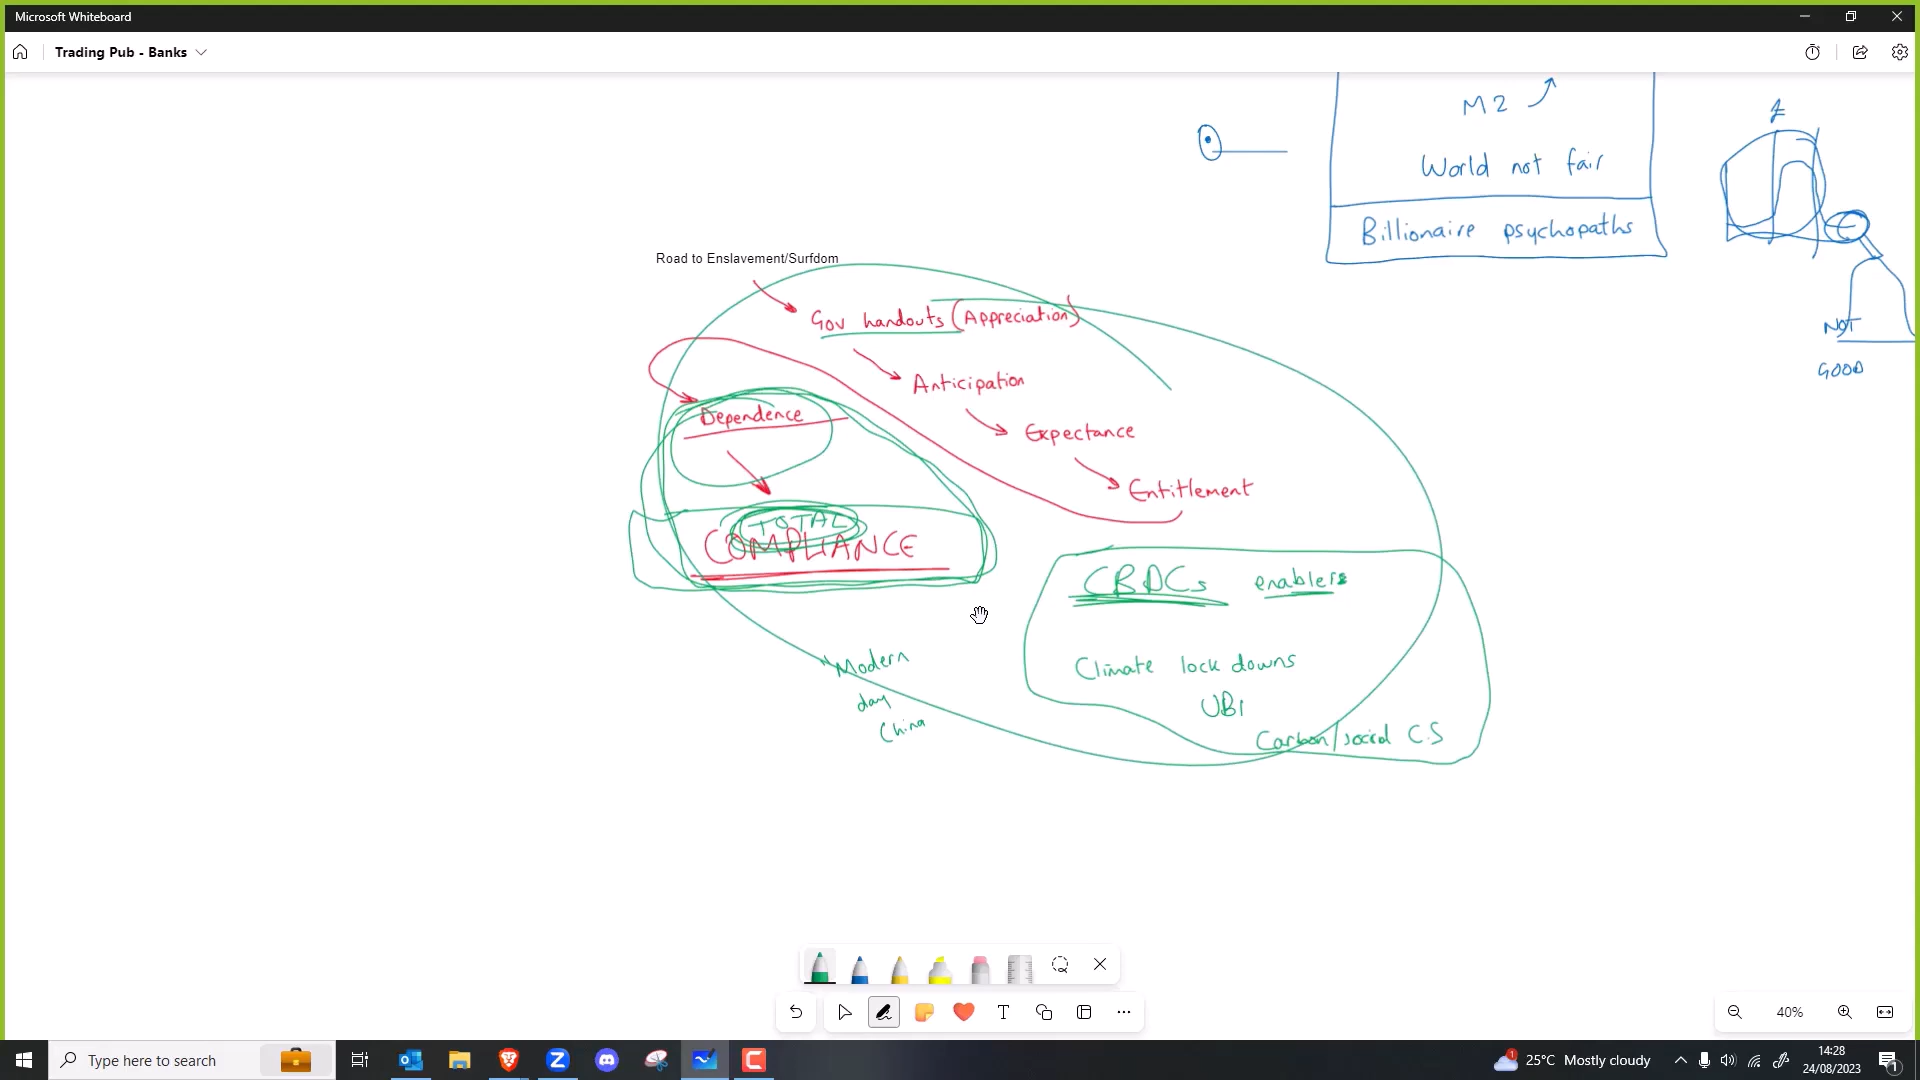 Microsoft Whiteboard
Trading Pub - Banks
M2
World not fair
Billionaire psychopaths
£
NOT
GOOD
Road to Enslavement/Surfdom
Gov handouts (Appreciation)
Anticipation
Expectance
Entitlement
Dependence
TOTAL
COMPLIANCE
CBDCs enablers
Climate lock downs
UBI
Carbon/social C.S
Modern
day
China
40%
Type here to search
1
25°C Mostly cloudy
14:28
24/08/2023
1